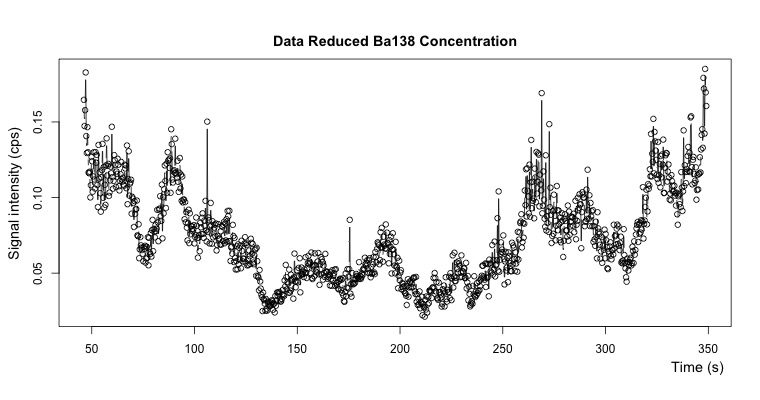 Data Reduced Ba138 Concentration
Signal intensity (cps)
0.15
0.10
0.05
50 100 150 200 250 300 350
Time (s)